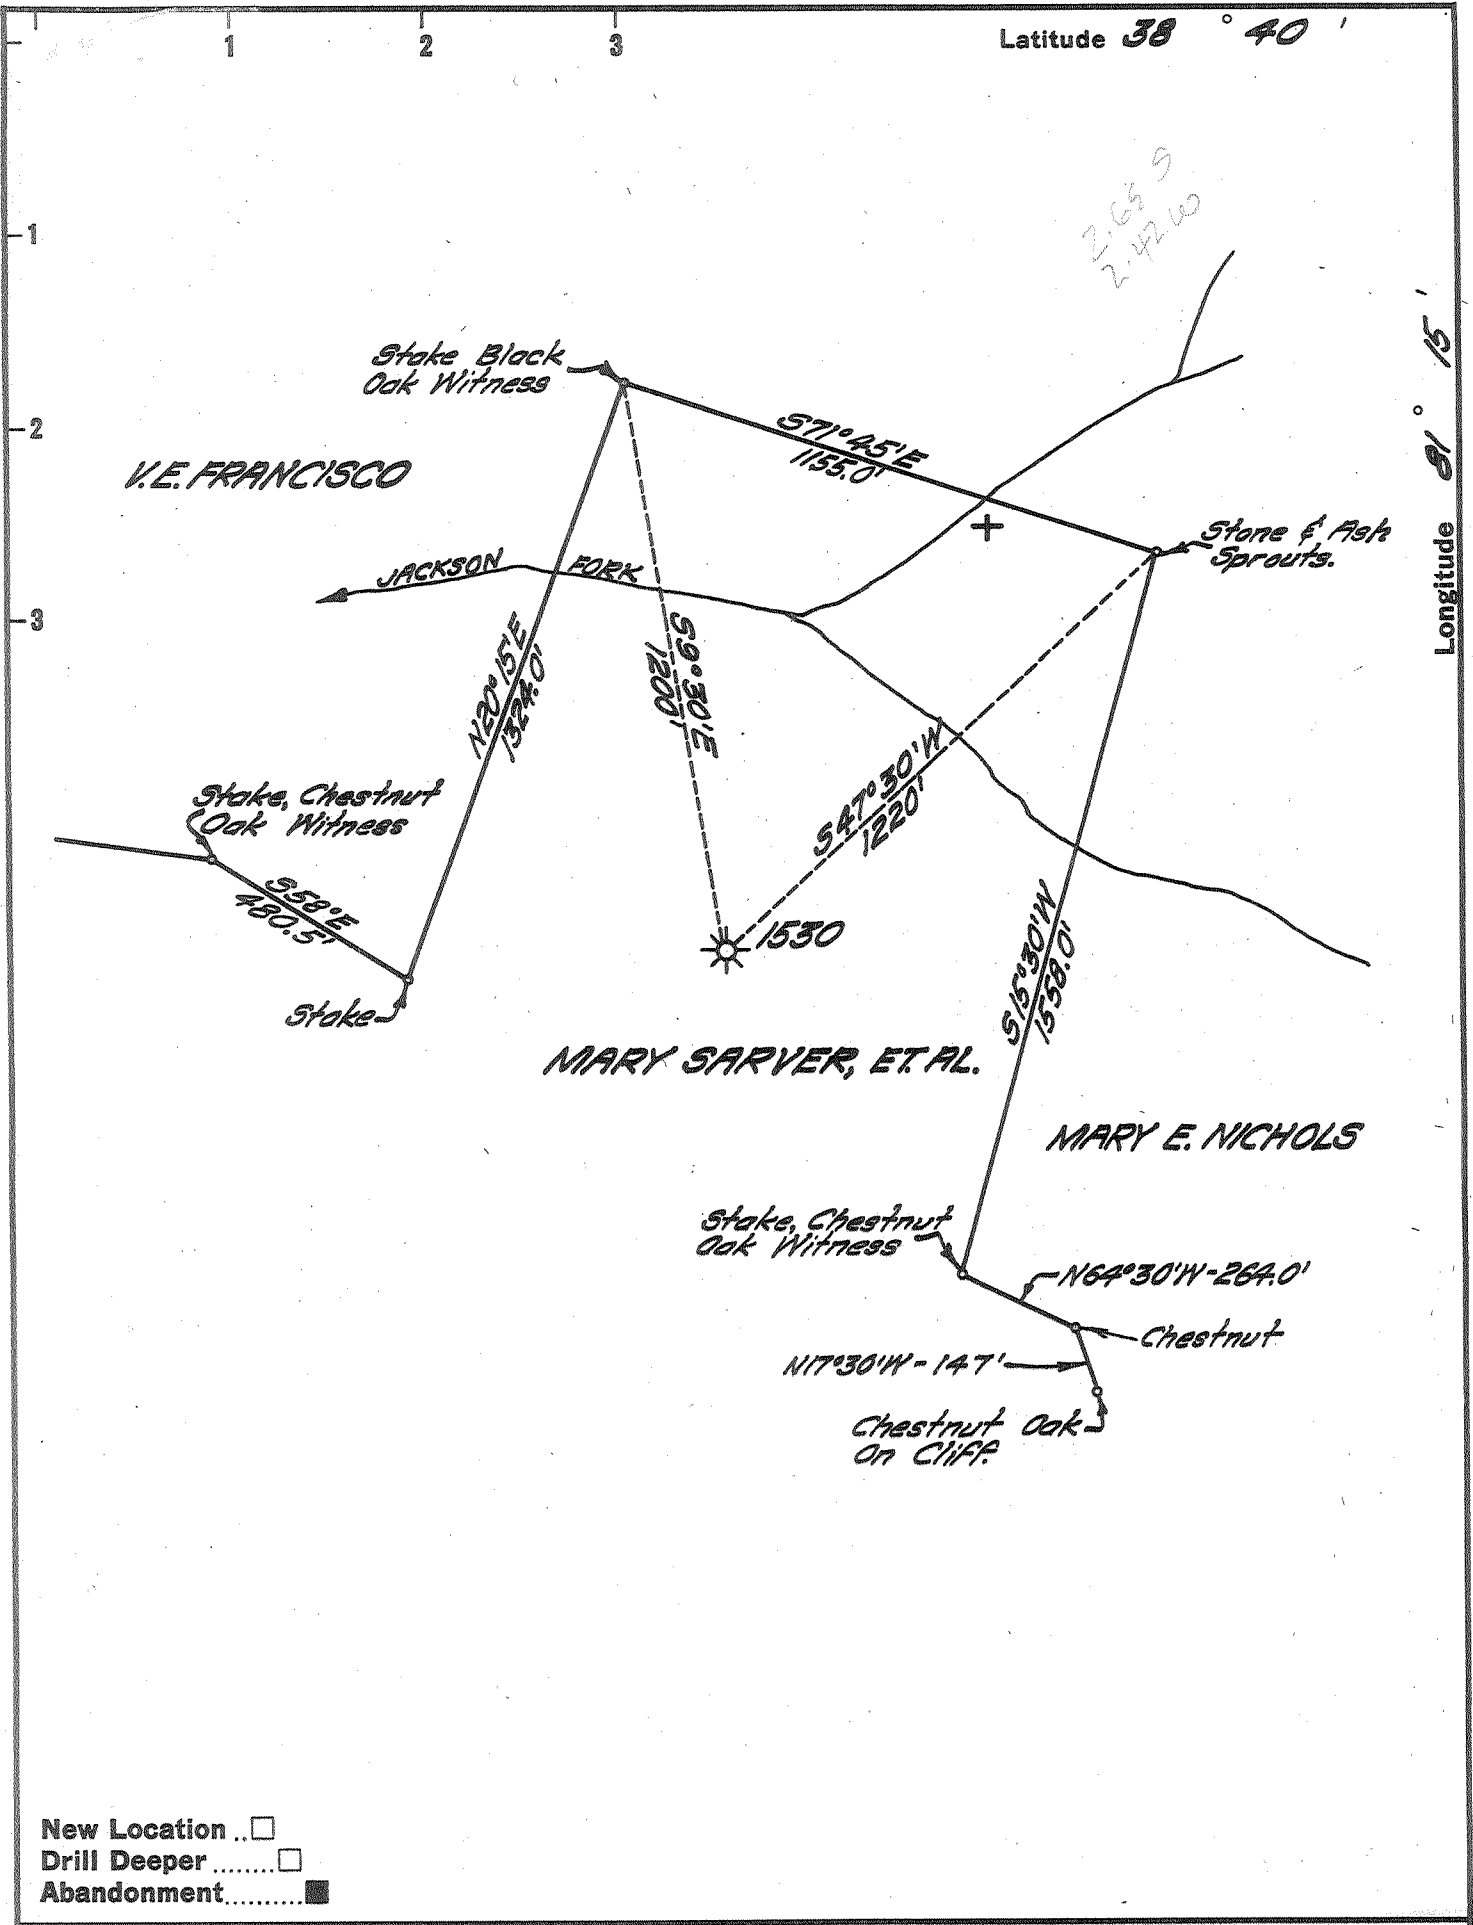 1 2 3
Latitude 38 ° 40 '
2.65 S
2.42 W
1
2
3
Longitude 81 ° 15 '
Stake Black
Oak Witness
S71°45'E
1155.0'
V.E. FRANCISCO
Stone & Ash
Sprouts.
JACKSON FORK
N20°15'E
1324.0'
S9°30'E
1200'
S47°30'W
1220'
Stake, Chestnut
Oak Witness
S58°E
480.5'
1530
S15°30'W
1558.0'
Stake
MARY SARVER, ET. AL.
MARY E. NICHOLS
Stake, Chestnut
Oak Witness
N64°30'W-264.0'
Chestnut
N17°30'W-147'
Chestnut Oak
On Cliff.
New Location ..
Drill Deeper ........
Abandonment..........